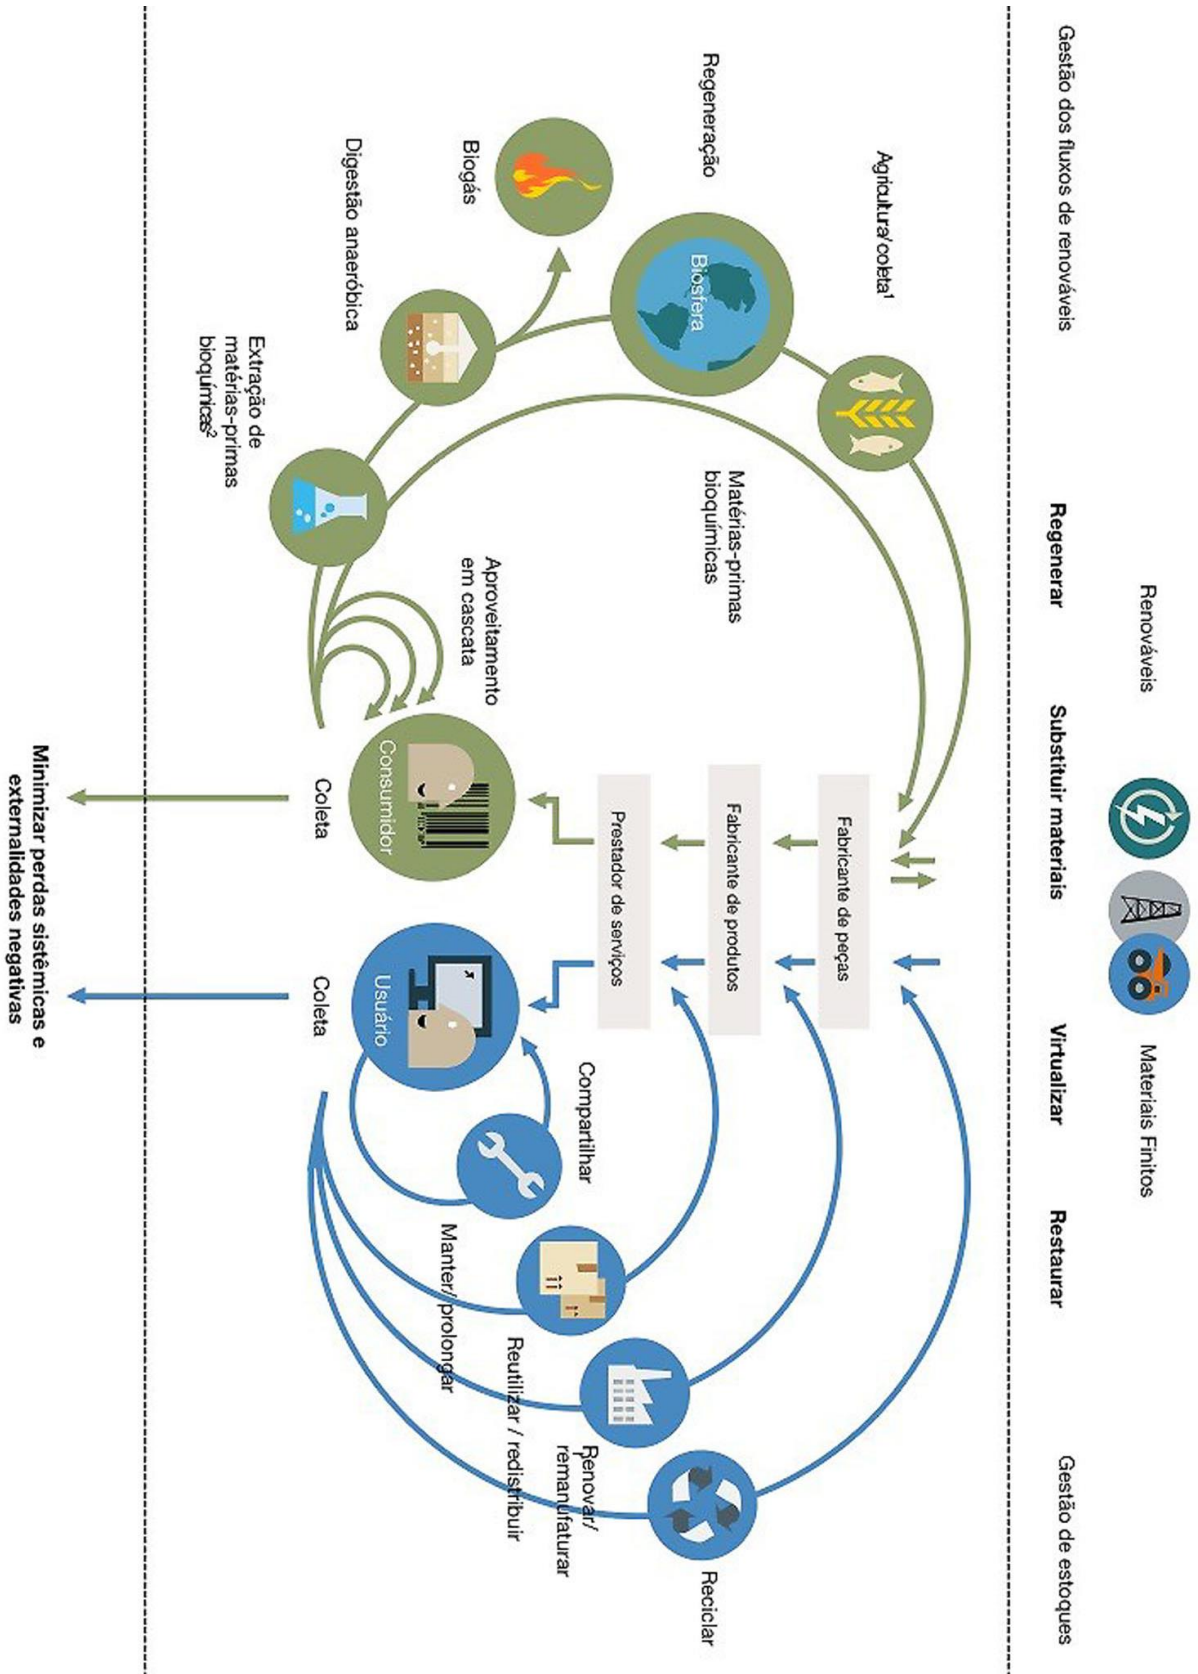 Renováveis
Materiais Finitos
Gestão dos fluxos de renováveis
Regenerar
Substituir materiais
Virtualizar
Restaurar
Gestão de estoques
Agricultura/coleta¹
Regeneração
Biosfera
Biogás
Digestão anaeróbica
Extração de
matérias-primas
bioquímicas²
Matérias-primas
bioquímicas
Aproveitamento
em cascata
Fabricante de peças
Fabricante de produtos
Prestador de serviços
Consumidor
Usuário
Coleta
Coleta
Compartilhar
Manter/ prolongar
Reutilizar / redistribuir
Renovar/
remanufaturar
Reciclar
Minimizar perdas sistêmicas e
externalidades negativas